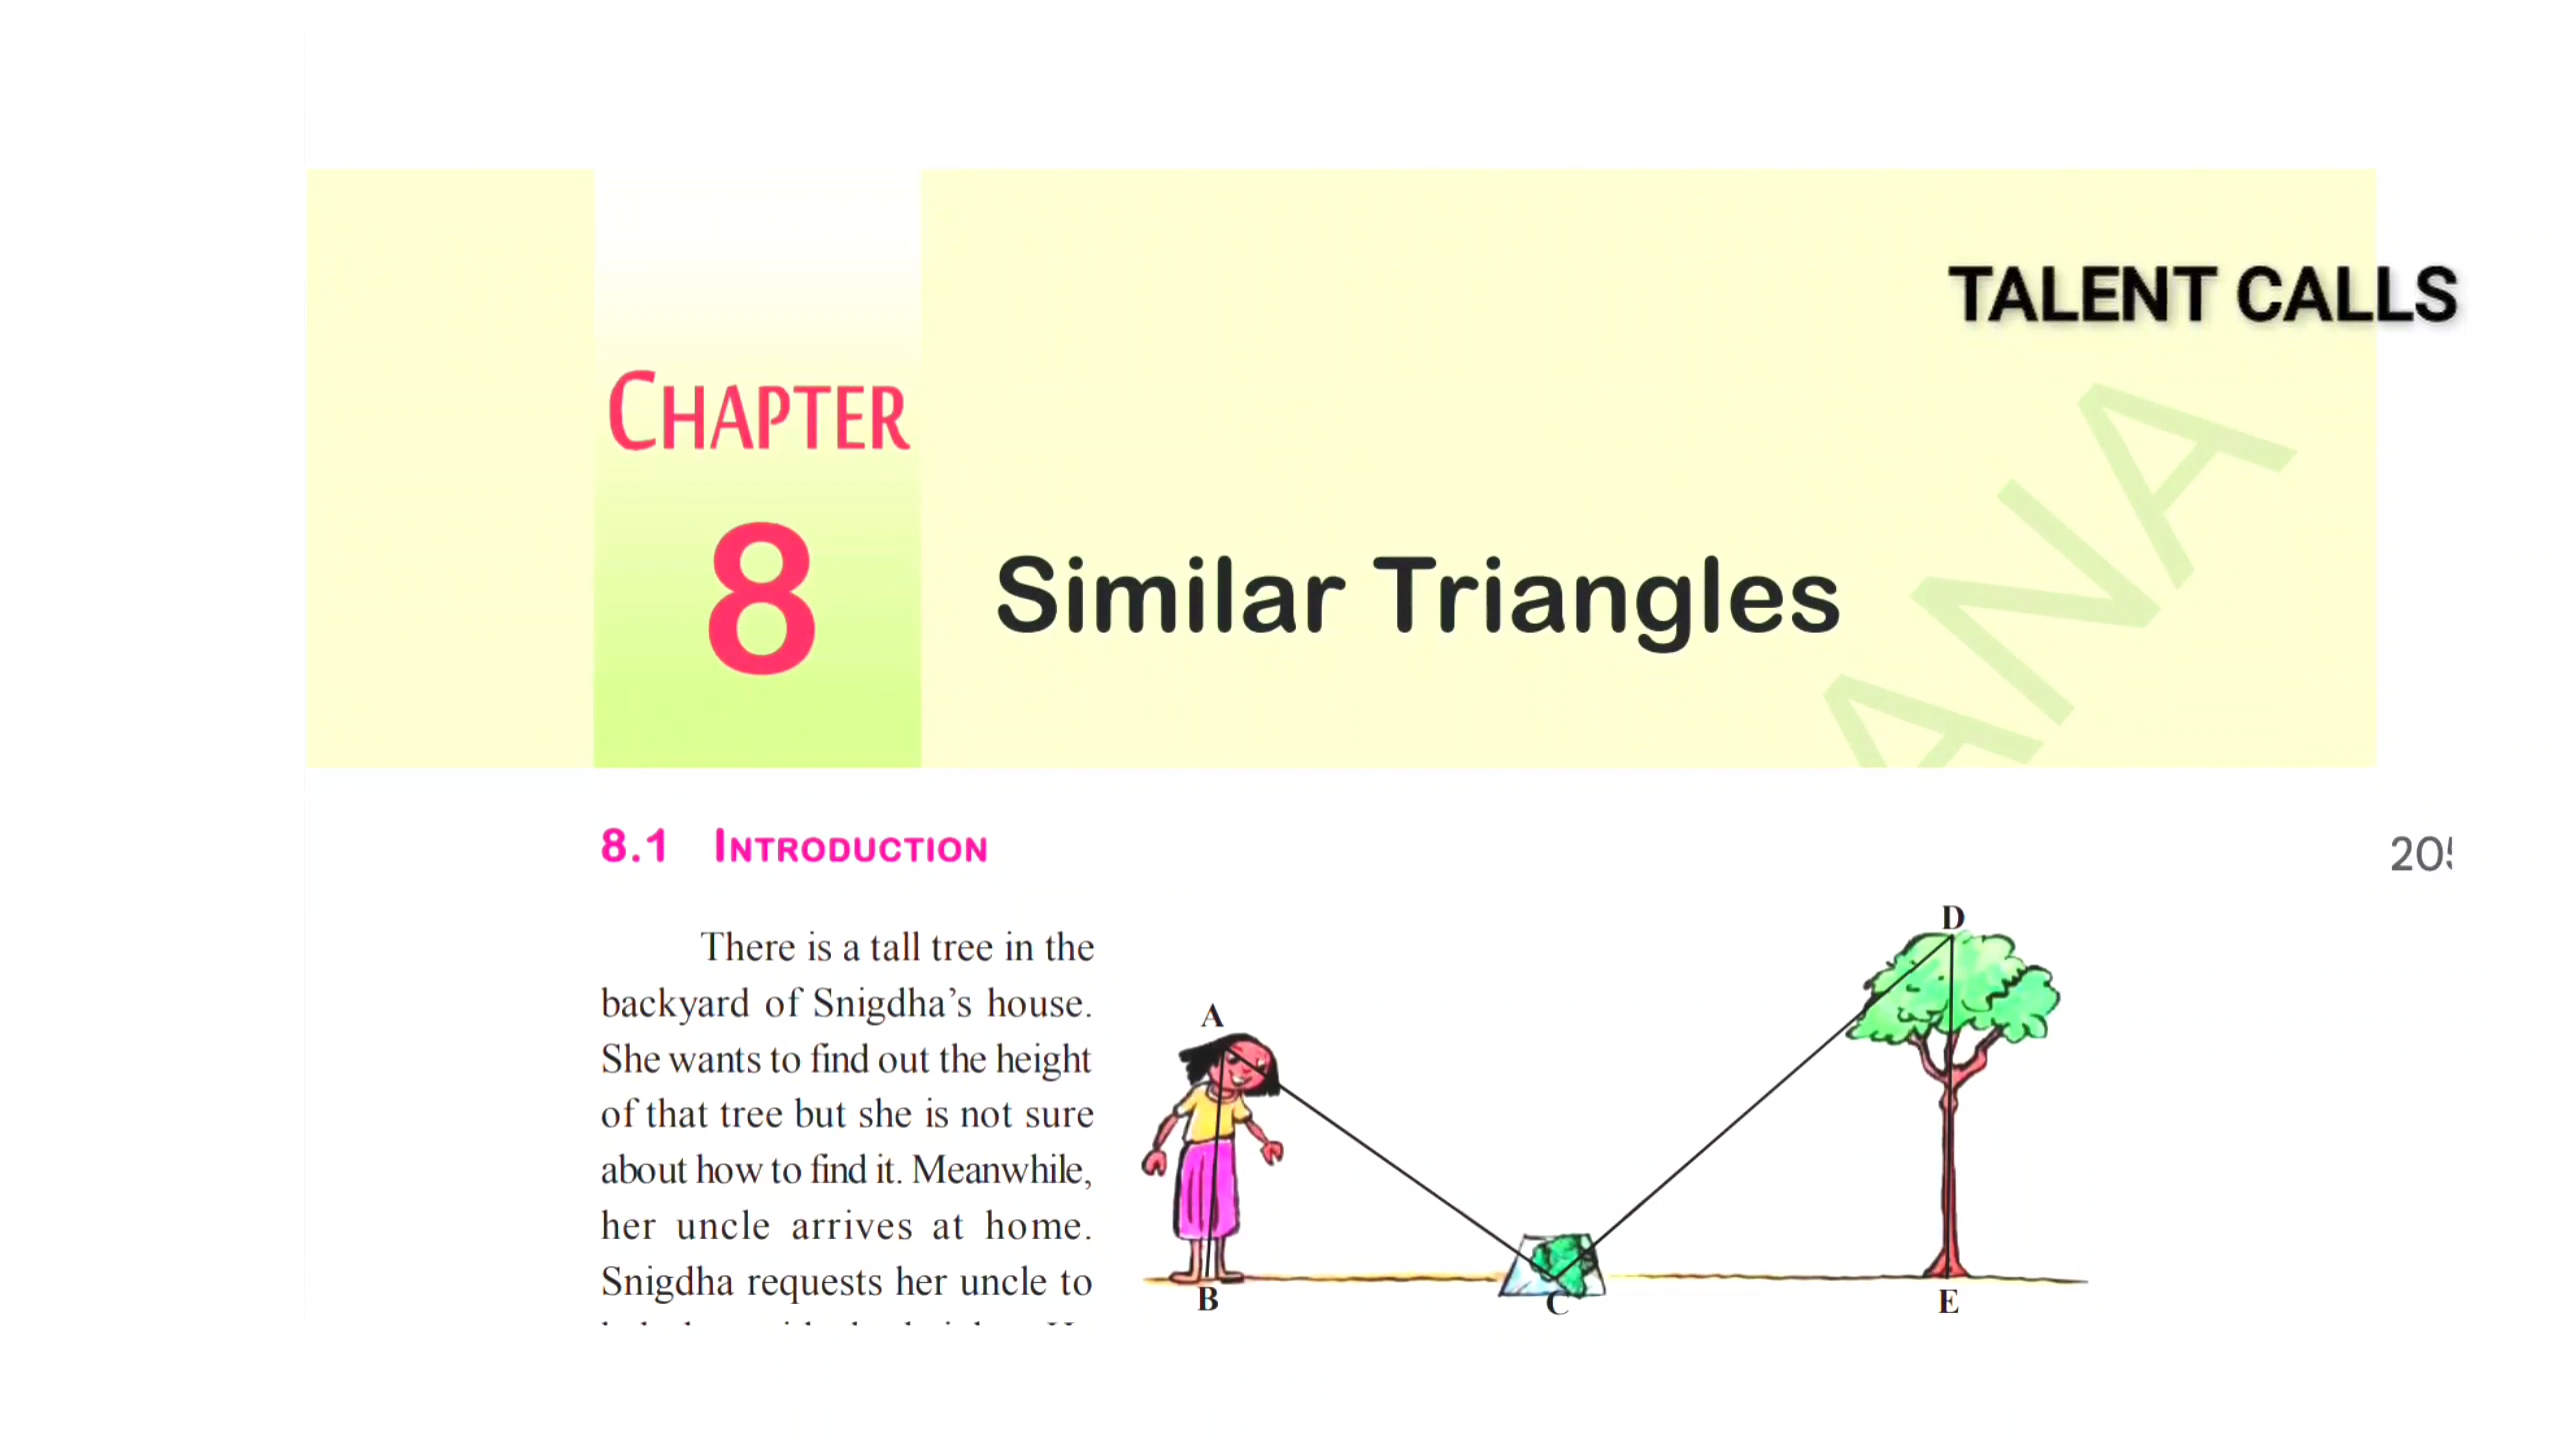 TALENT CALLS
CHAPTER
8
Similar Triangles
ANA
8.1 INTRODUCTION
There is a tall tree in the
backyard of Snigdha’s house.
She wants to find out the height
of that tree but she is not sure
about how to find it. Meanwhile,
her uncle arrives at home.
Snigdha requests her uncle to
A
B
C
D
E